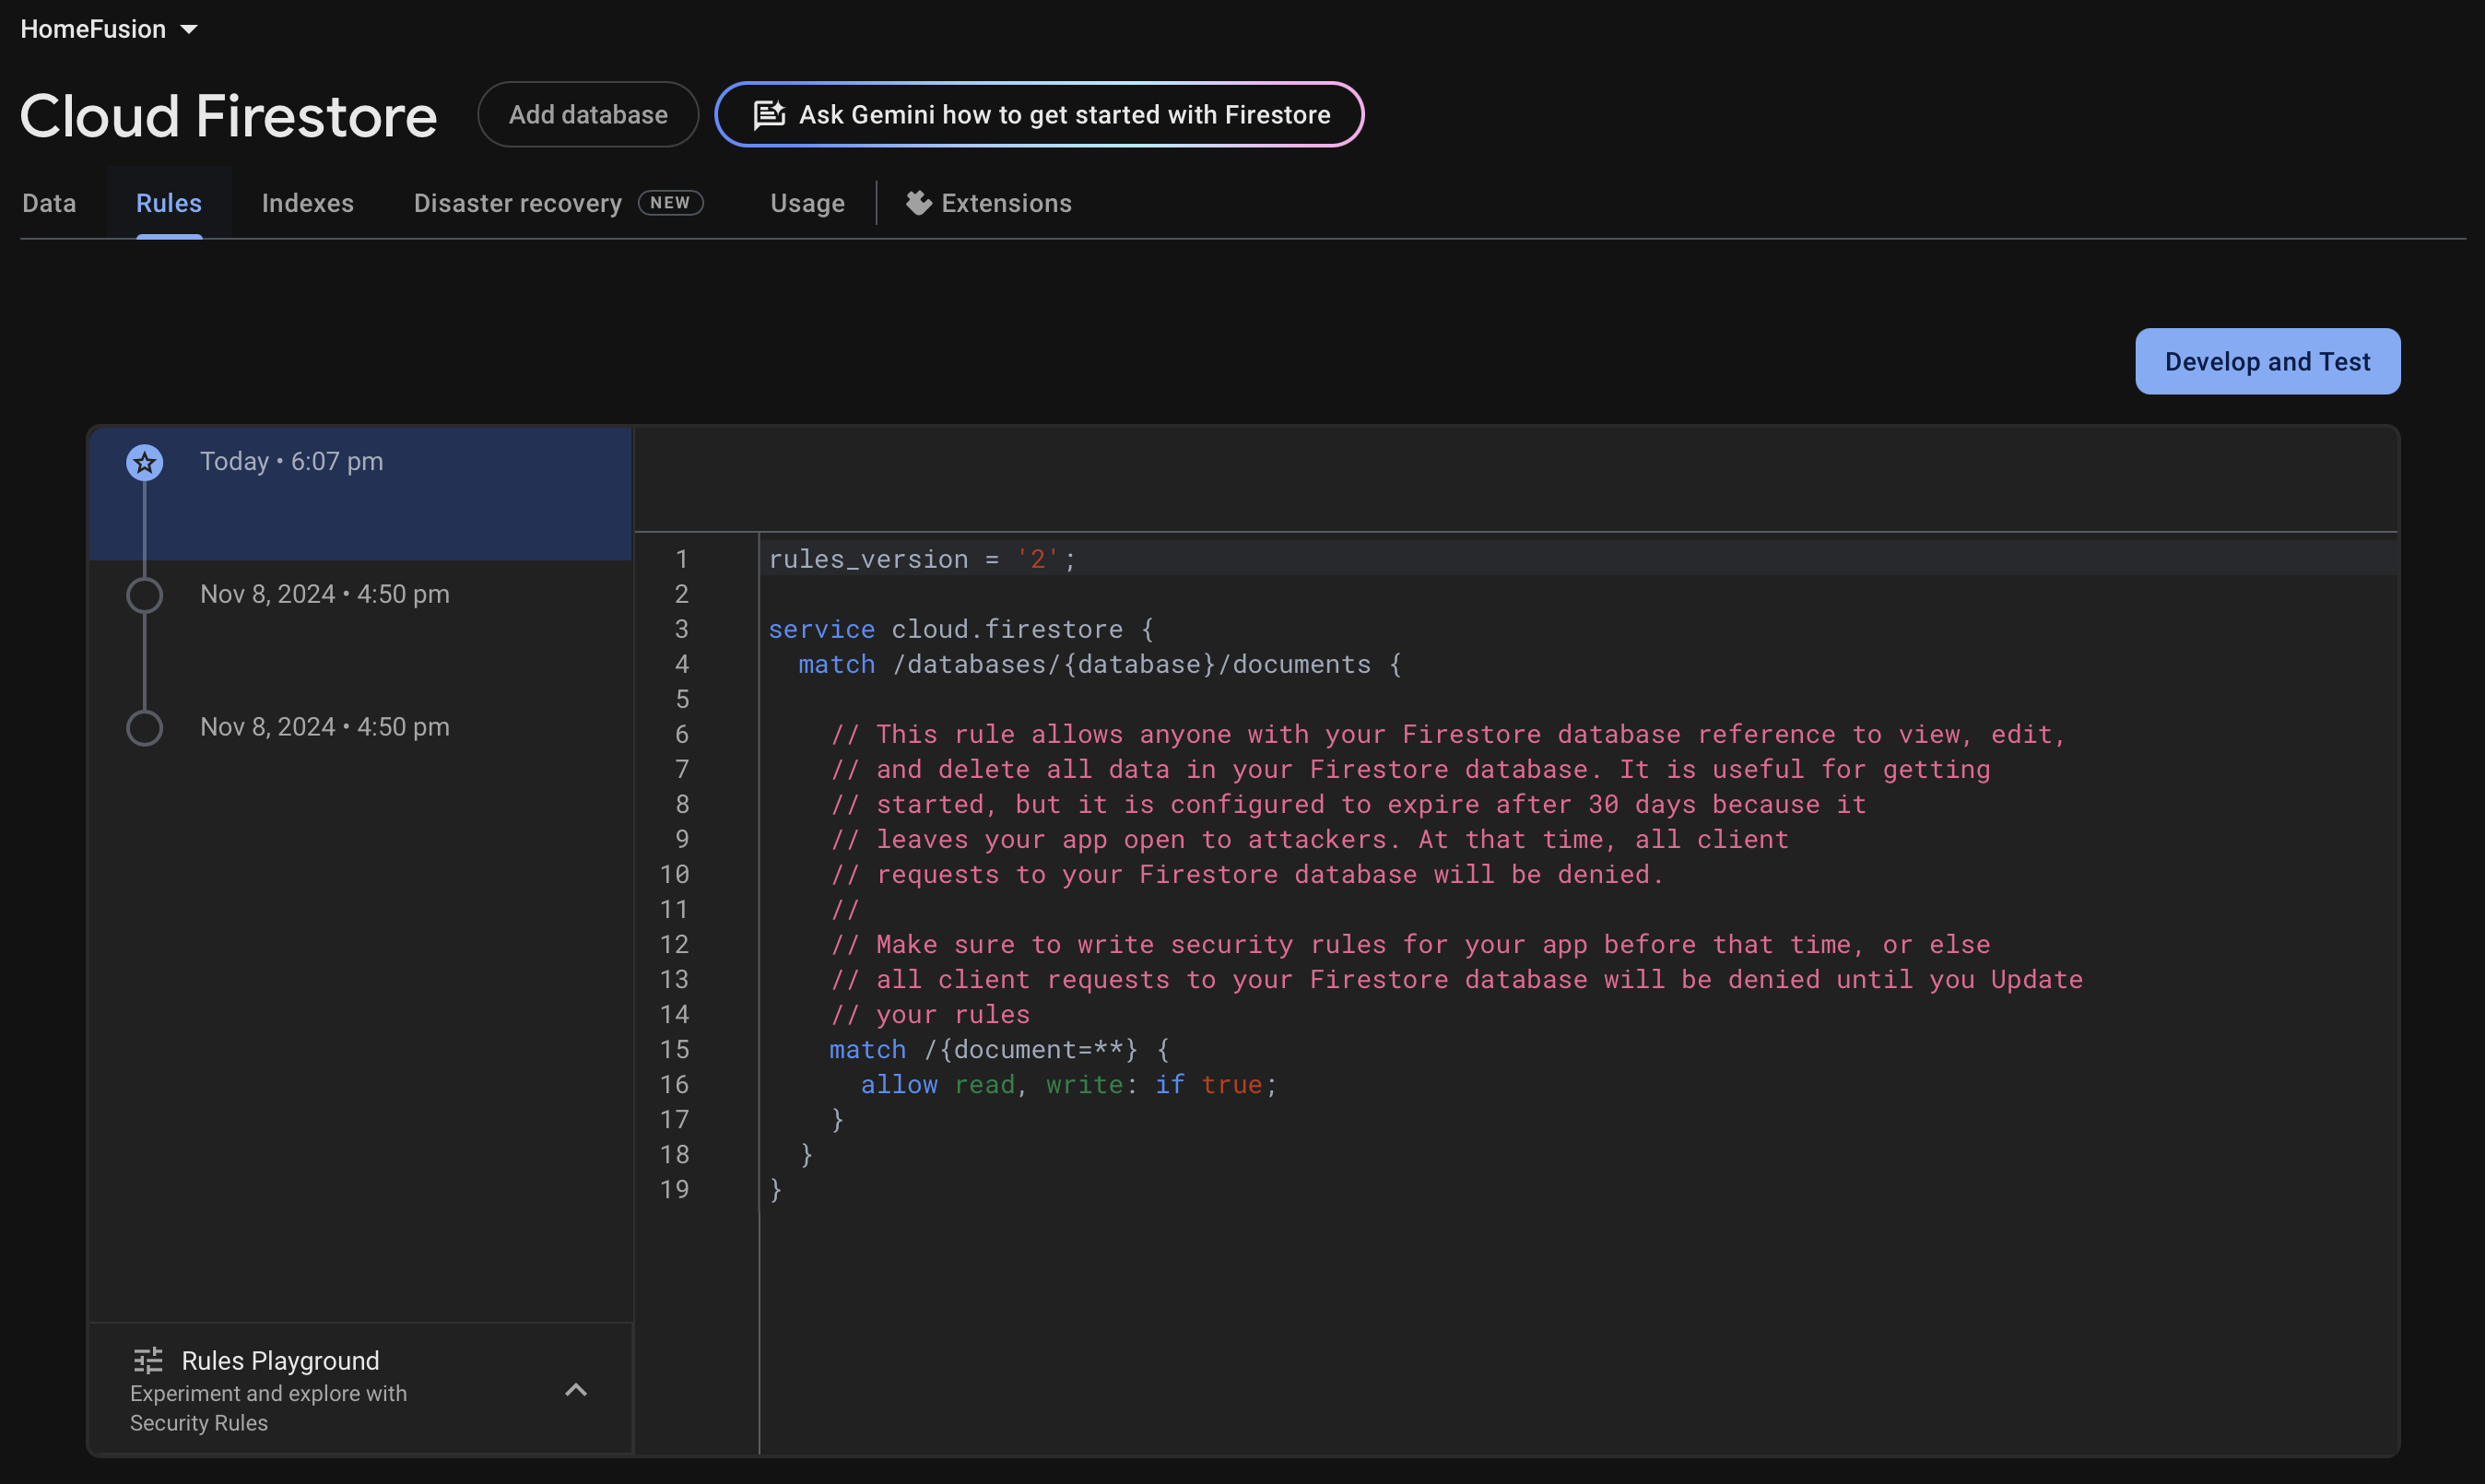 HomeFusion
Cloud Firestore
Add database
Ask Gemini how to get started with Firestore
Data
Rules
Indexes
Disaster recovery NEW
Usage
Extensions
Develop and Test
Today • 6:07 pm
Nov 8, 2024 • 4:50 pm
Nov 8, 2024 • 4:50 pm
Rules Playground
Experiment and explore with
Security Rules
1 rules_version = '2';
2
3 service cloud.firestore {
4   match /databases/{database}/documents {
5
6     // This rule allows anyone with your Firestore database reference to view, edit,
7     // and delete all data in your Firestore database. It is useful for getting
8     // started, but it is configured to expire after 30 days because it
9     // leaves your app open to attackers. At that time, all client
10     // requests to your Firestore database will be denied.
11     //
12     // Make sure to write security rules for your app before that time, or else
13     // all client requests to your Firestore database will be denied until you Update
14     // your rules
15     match /{document=**} {
16       allow read, write: if true;
17     }
18   }
19 }